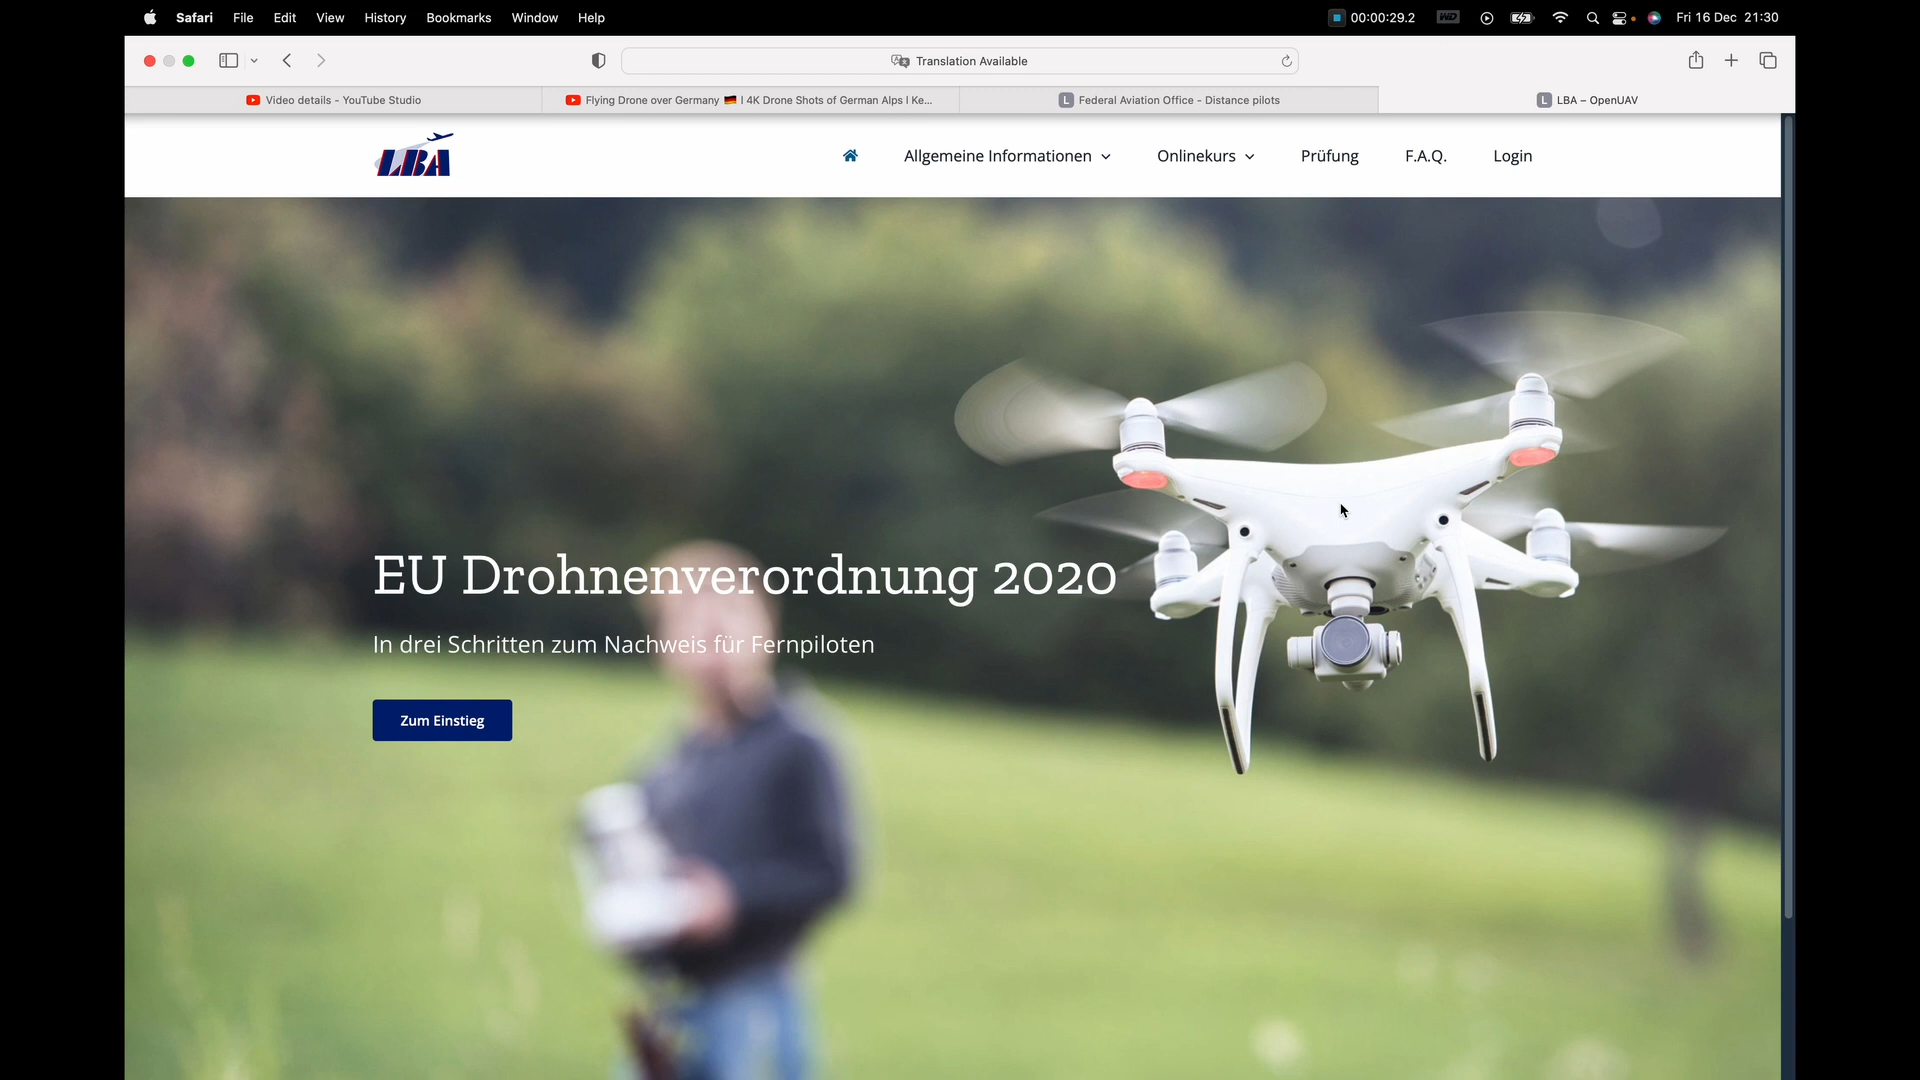 Safari File Edit View History Bookmarks Window Help 00:00:29.2 WD Fri 16 Dec 21:30
Translation Available
Video details - YouTube Studio
Flying Drone over Germany 🇩🇪 | 4K Drone Shots of German Alps | Ke...
L Federal Aviation Office - Distance pilots
L LBA – OpenUAV
LBA
Allgemeine Informationen Onlinekurs Prüfung F.A.Q. Login
EU Drohnenverordnung 2020
In drei Schritten zum Nachweis für Fernpiloten
Zum Einstieg